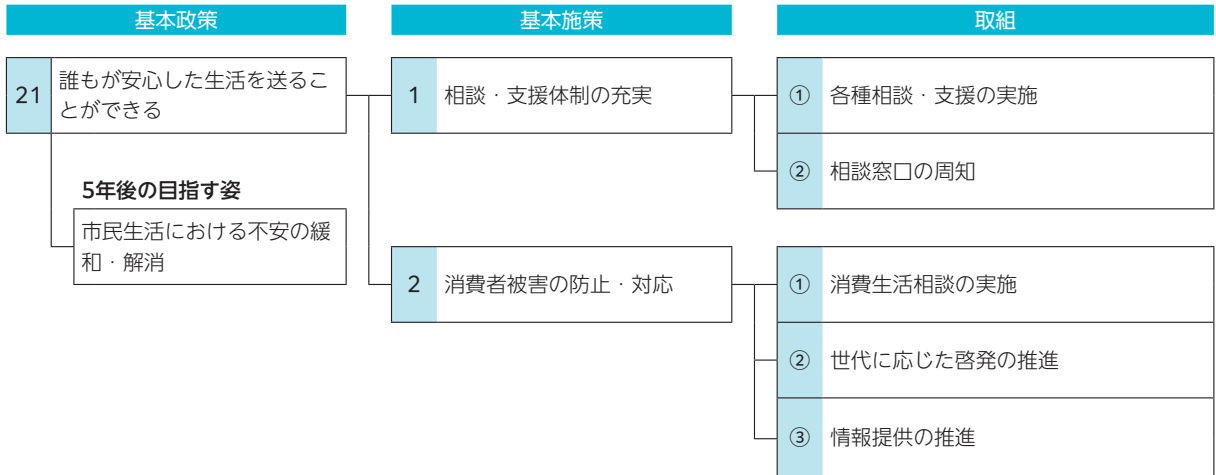 基本政策
基本施策
取組
21
誰もが安心した生活を送るこ
とができる
5年後の目指す姿
市民生活における不安の緩
和・解消
1
相談・支援体制の充実
①
各種相談・支援の実施
②
相談窓口の周知
2
消費者被害の防止・対応
①
消費生活相談の実施
②
世代に応じた啓発の推進
③
情報提供の推進